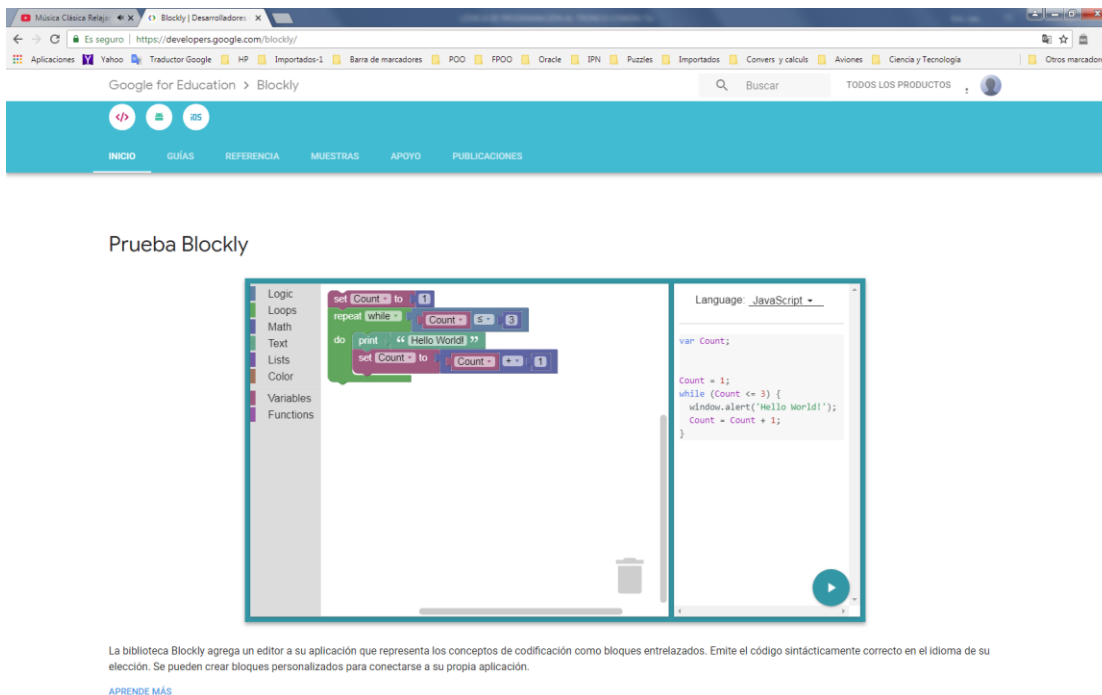 Música Clásica Relaja
Blockly | Desarrolladores
Es seguro | https://developers.google.com/blockly/
Aplicaciones Yahoo Traductor Google HP Importados-1 Barra de marcadores POO FPOO Oracle IPN Puzzles Importados Convers y calculs Aviones Ciencia y Tecnología Otros marcadore
Google for Education > Blockly Buscar TODOS LOS PRODUCTOS
</> iOS
INICIO GUÍAS REFERENCIA MUESTRAS APOYO PUBLICACIONES
Prueba Blockly
Logic
Loops
Math
Text
Lists
Color
Variables
Functions
set Count to 1
repeat while Count ≤ 3
do print “ Hello World! ”
set Count to Count + 1
Language: JavaScript
var Count;
Count = 1;
while (Count <= 3) {
window.alert('Hello World!');
Count = Count + 1;
}
La biblioteca Blockly agrega un editor a su aplicación que representa los conceptos de codificación como bloques entrelazados. Emite el código sintácticamente correcto en el idioma de su
elección. Se pueden crear bloques personalizados para conectarse a su propia aplicación.
APRENDE MÁS